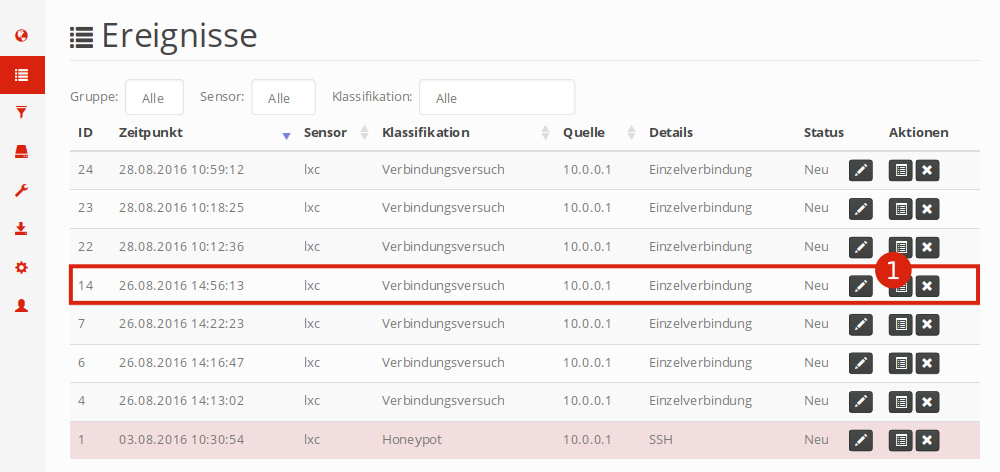 Ereignisse
Gruppe: Alle Sensor: Alle Klassifikation: Alle
ID Zeitpunkt Sensor Klassifikation Quelle Details Status Aktionen
24 28.08.2016 10:59:12 lxc Verbindungsversuch 10.0.0.1 Einzelverbindung Neu
23 28.08.2016 10:18:25 lxc Verbindungsversuch 10.0.0.1 Einzelverbindung Neu
22 28.08.2016 10:12:36 lxc Verbindungsversuch 10.0.0.1 Einzelverbindung Neu
1
14 26.08.2016 14:56:13 lxc Verbindungsversuch 10.0.0.1 Einzelverbindung Neu
7 26.08.2016 14:22:23 lxc Verbindungsversuch 10.0.0.1 Einzelverbindung Neu
6 26.08.2016 14:16:47 lxc Verbindungsversuch 10.0.0.1 Einzelverbindung Neu
4 26.08.2016 14:13:02 lxc Verbindungsversuch 10.0.0.1 Einzelverbindung Neu
1 03.08.2016 10:30:54 lxc Honeypot 10.0.0.1 SSH Neu